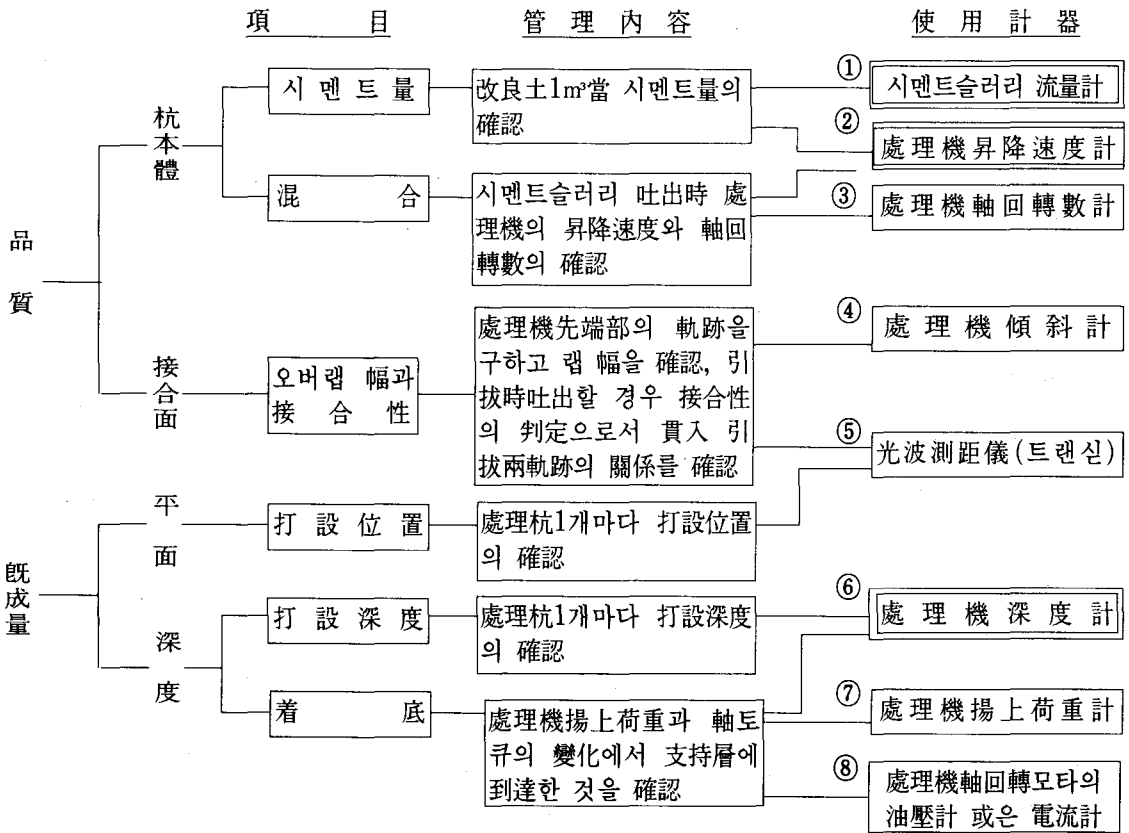 項 目
管 理 内 容
使 用 計 器
品 質
杭本體
시 멘 트 量
改良土1㎥當 시멘트量의
確認
①
시멘트슬러리 流量計
②
處理機昇降速度計
混 合
시멘트슬러리 吐出時 處
理機의 昇降速度와 軸回
轉數의 確認
③
處理機軸回轉數計
接合面
오버랩 幅과
接 合 性
處理機先端部의 軌跡을
구하고 랩 幅을 確認, 引
拔時吐出할 경우 接合性
의 判定으로서 貫入 引
拔兩軌跡의 關係를 確認
④
處 理 機 傾 斜 計
⑤
光波測距儀(트랜싣)
旣成量
平 面
打 設 位 置
處理杭1개마다 打設位置
의 確認
深 度
打 設 深 度
處理杭1개마다 打設深度
의 確認
⑥
處 理 機 深 度 計
着 底
處理機揚上荷重과 軸토
큐의 變化에서 支持層에
到達한 것을 確認
⑦
處理機揚上荷重計
⑧
處理機軸回轉모타의
油壓計 或은 電流計